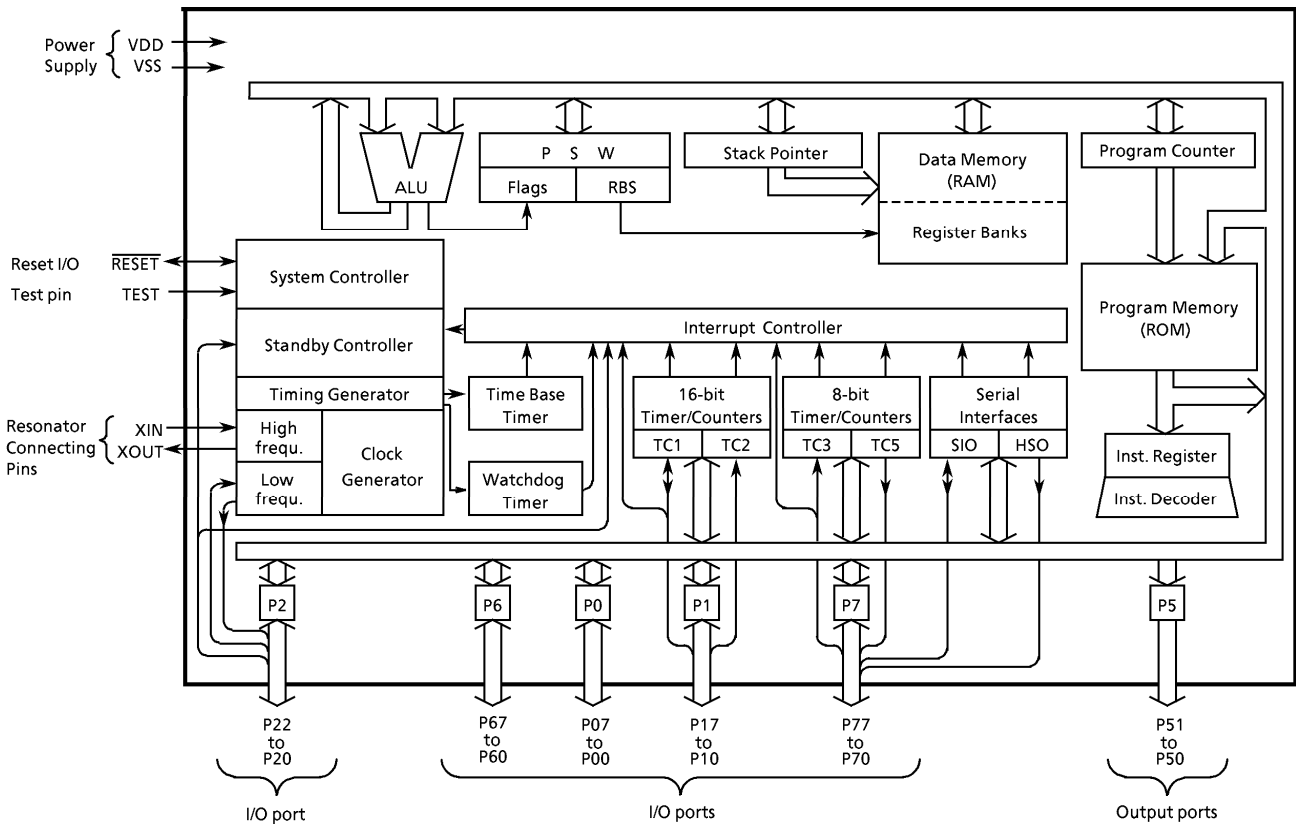 Power
Supply
VDD
VSS
P S W
Flags
RBS
ALU
Stack Pointer
Data Memory
(RAM)
Register Banks
Program Counter
Reset I/O
RESET
Test pin
TEST
System Controller
Standby Controller
Timing Generator
High
frequ.
Low
frequ.
Clock
Generator
Resonator
Connecting
Pins
XIN
XOUT
Interrupt Controller
Time Base
Timer
Watchdog
Timer
16-bit
Timer/Counters
TC1
TC2
8-bit
Timer/Counters
TC3
TC5
Serial
Interfaces
SIO
HSO
Program Memory
(ROM)
Inst. Register
Inst. Decoder
P2
P6
P0
P1
P7
P5
P22
to
P20
P67
to
P60
P07
to
P00
P17
to
P10
P77
to
P70
P51
to
P50
I/O port
I/O ports
Output ports